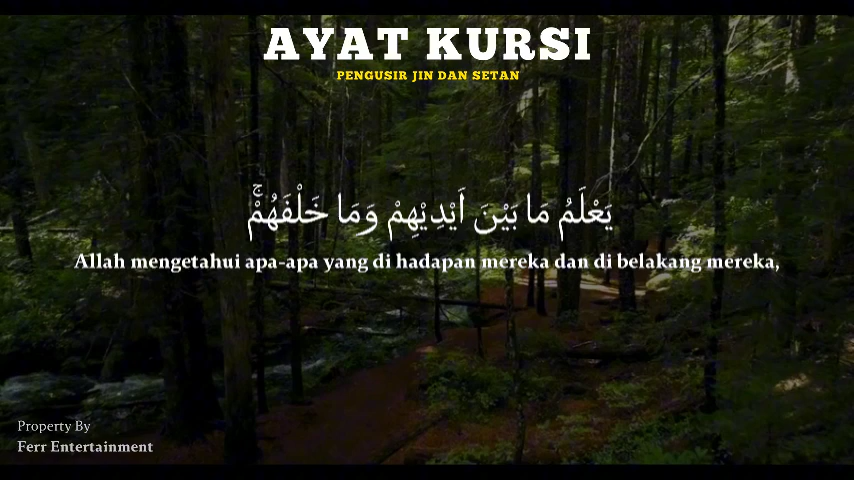 AYAT KURSI
PENGUSIR JIN DAN SETAN
يَعْلَمُ مَا بَيْنَ اَيْدِيْهِمْ وَمَا خَلْفَهُمْۚ
Allah mengetahui apa-apa yang di hadapan mereka dan di belakang mereka,
Property By
Ferr Entertainment